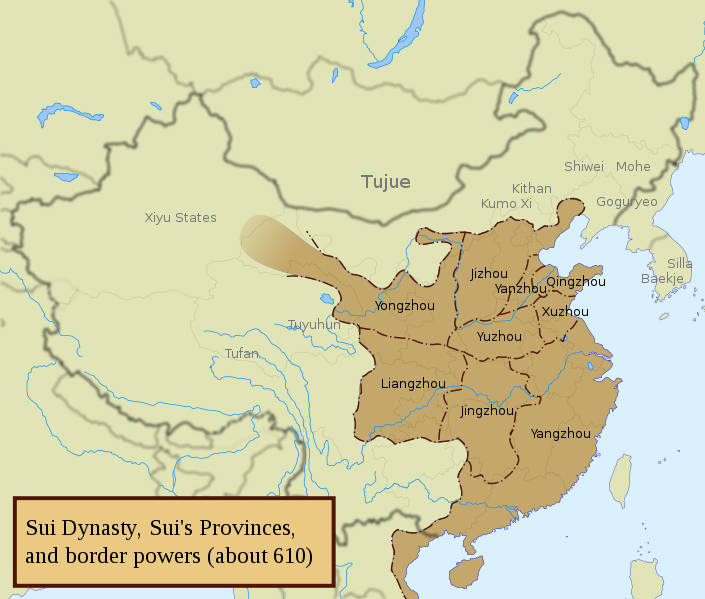 Shiwei Mohe
Tujue
Kithan
Kumo Xi
Goguryeo
Xiyu States
Silla
Jizhou
Baekje
Qingzhou
Yanzhou
Yongzhou
Xuzhou
Tuyuhun
Yuzhou
Tufan
Liangzhou
Jingzhou
Yangzhou
Sui Dynasty, Sui's Provinces,
and border powers (about 610)